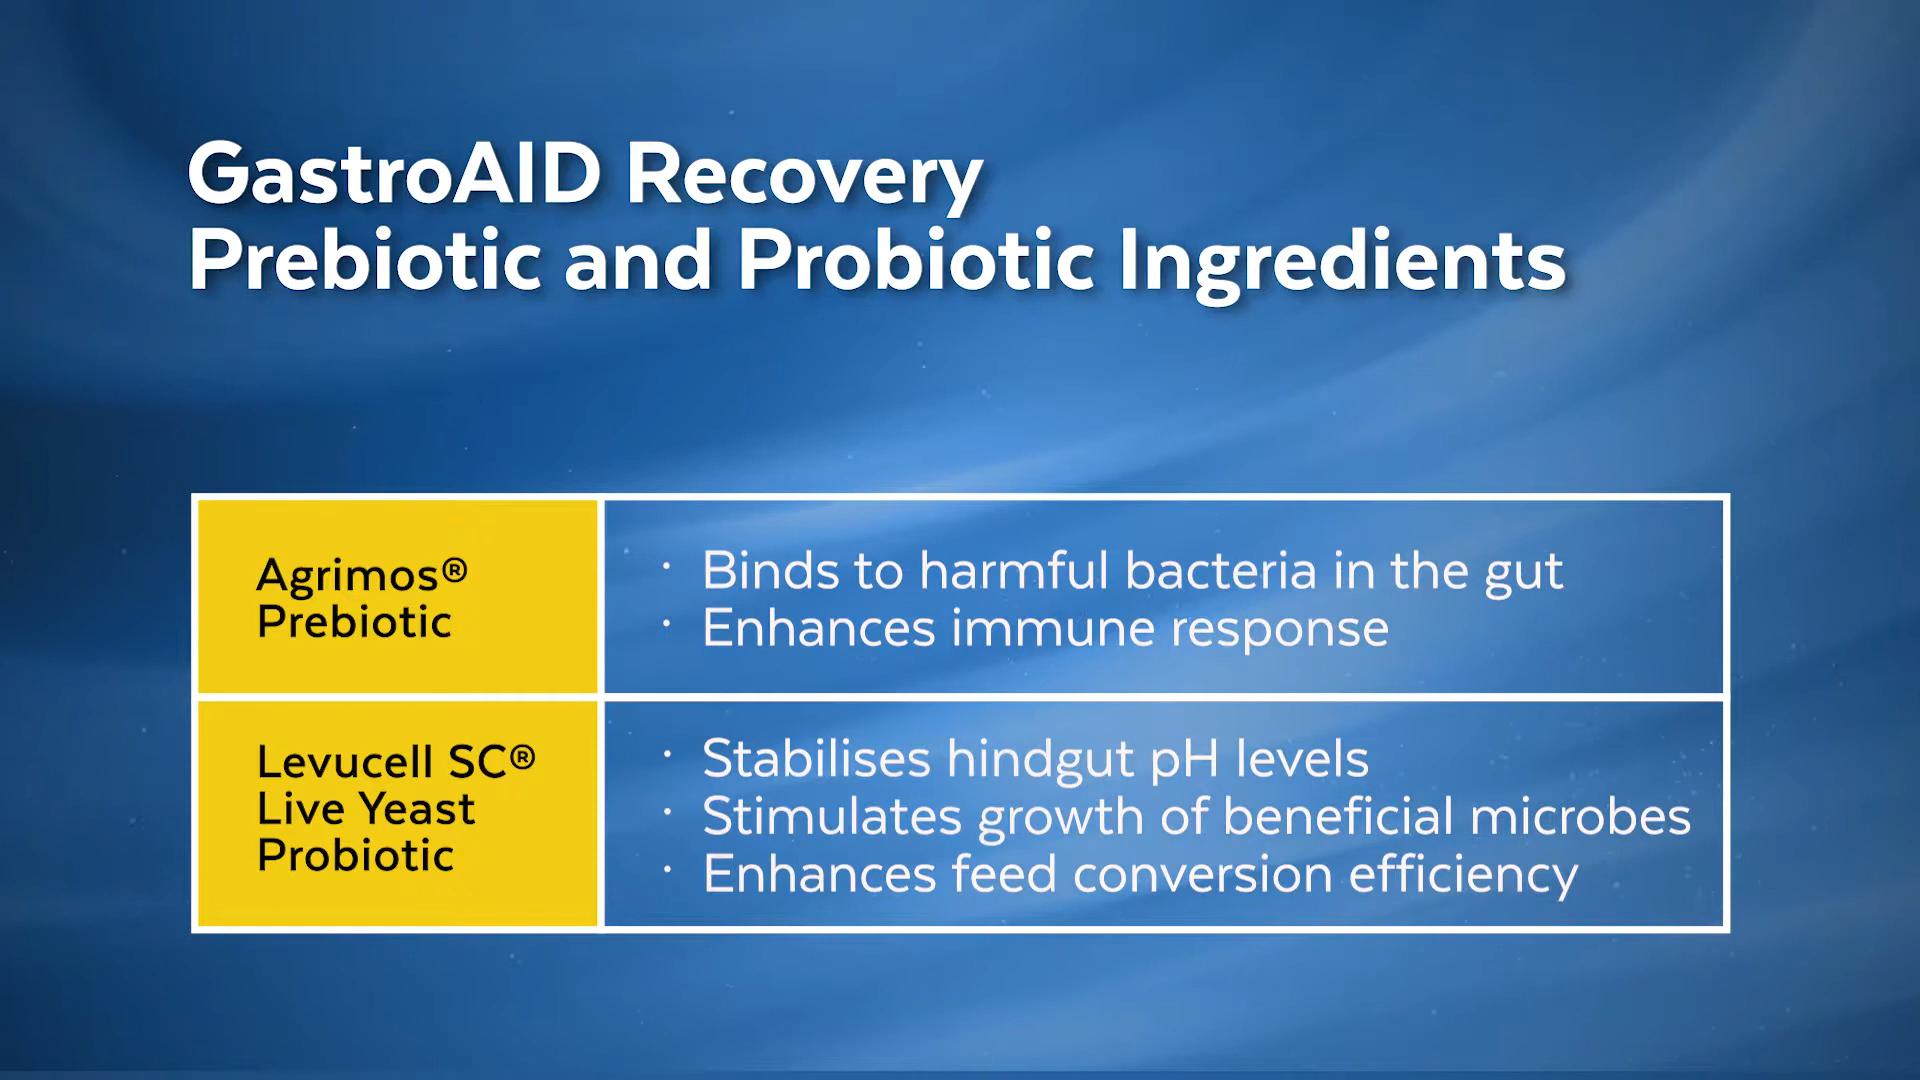 GastroAID Recovery
Prebiotic and Probiotic Ingredients
Agrimos®
Prebiotic
· Binds to harmful bacteria in the gut
· Enhances immune response
Levucell SC®
Live Yeast
Probiotic
· Stabilises hindgut pH levels
· Stimulates growth of beneficial microbes
· Enhances feed conversion efficiency